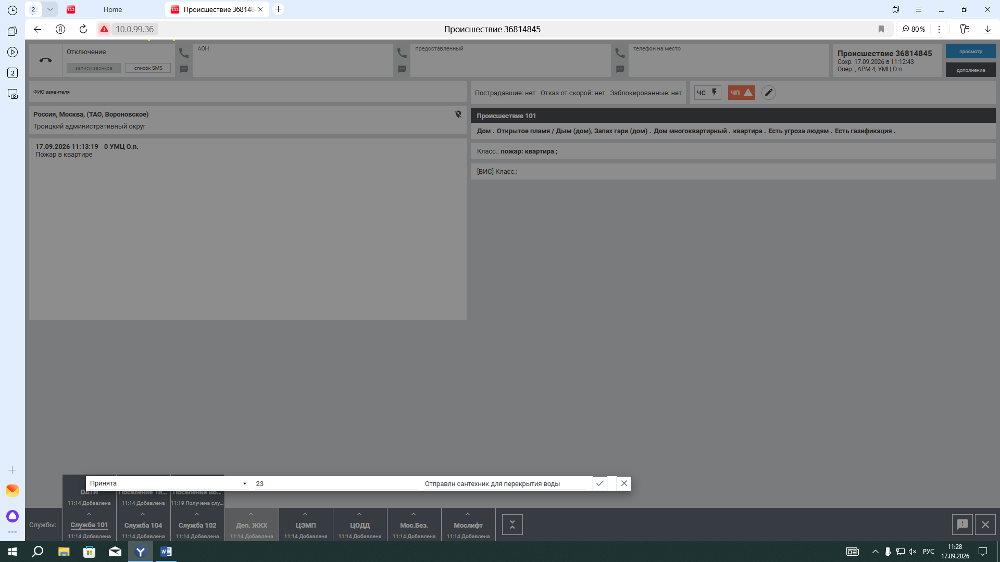 2
Home
Происшествие 368148
10.0.99.36
Происшествие 36814845
80%
2
Отключение
записи звонков
список SMS
АОН
предоставленный
телефон на место
Происшествие 36814845
Сохр. 17.09.2026 в 11:12:43
Опер. , АРМ 4, УМЦ О n
просмотр
дополнение
ФИО заявителя
Пострадавшие: нет Отказ от скорой: нет Заблокированные: нет
ЧС
ЧП
Россия, Москва, (ТАО, Вороновское)
Троицкий административный округ
Происшествие 101
Дом . Открытое пламя / Дым (дом), Запах гари (дом) . Дом многоквартирный . квартира . Есть угроза людям . Есть газификация .
17.09.2026 11:13:19 0 УМЦ О.n.
Пожар в квартире
Класс.: пожар: квартира ;
[ВИС] Класс.:
Принята
23
Отправлн сантехник для перекрытия воды
ОАТИ
Поселение Ти...
Поселение Во...
11:14 Добавлена
11:14 Добавлена
11:19 Получена слу...
Службы:
Служба 101
Служба 104
Служба 102
Деп. ЖКХ
ЦЭМП
ЦОДД
Мос.Без.
Мослифт
11:14 Добавлена
11:14 Добавлена
11:14 Добавлена
11:14 Добавлена
11:14 Добавлена
11:14 Добавлена
11:14 Добавлена
11:14 Добавлена
РУС
11:28
17.09.2026